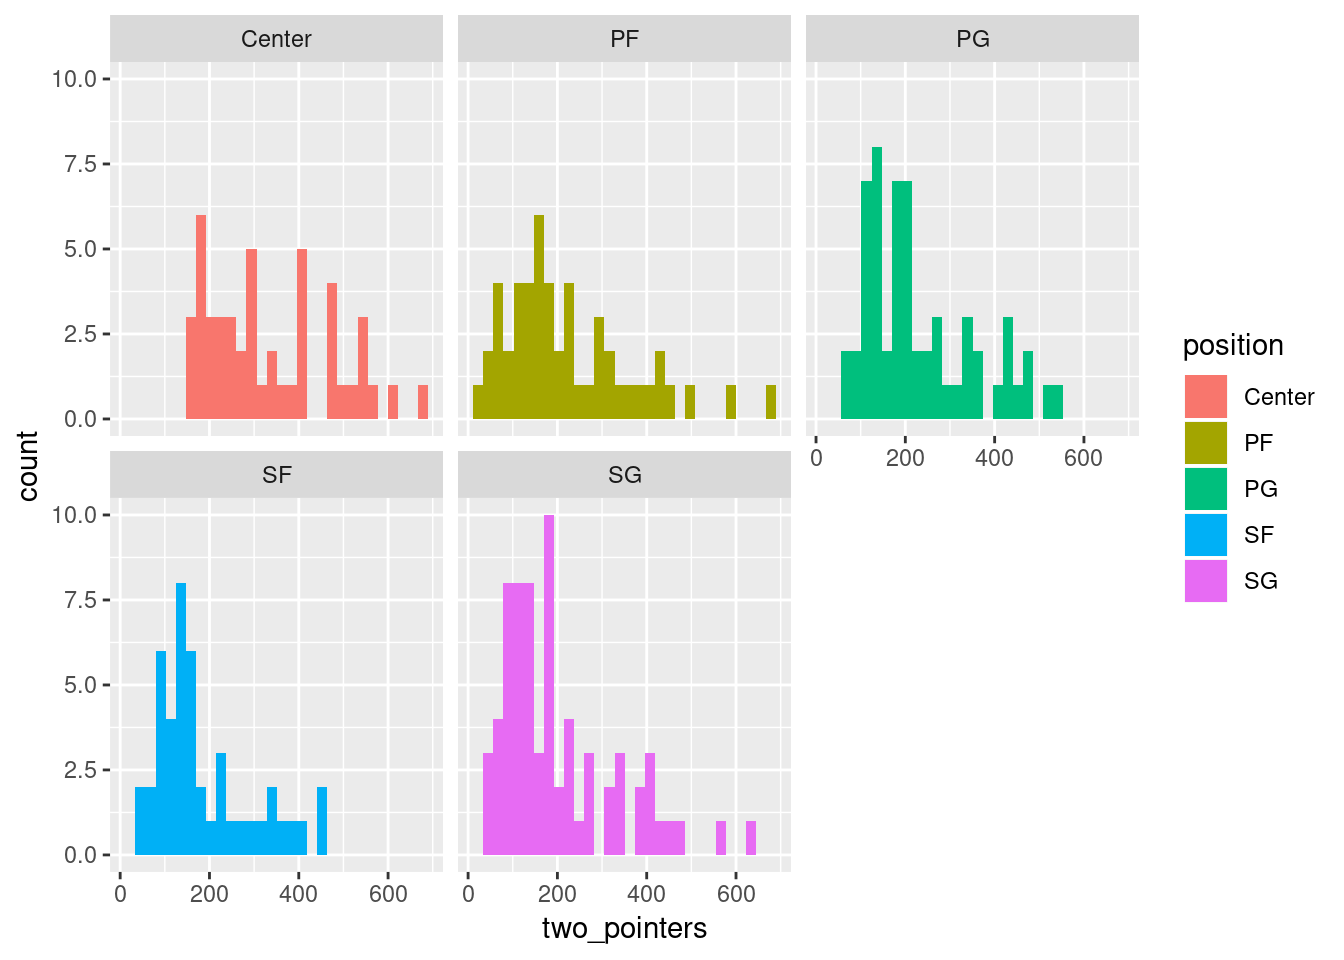 Center PF PG
10.0
7.5
5.0
2.5
0.0
0 200 400 600
SF SG
10.0
7.5
5.0
2.5
0.0
0 200 400 600 0 200 400 600
two_pointers
count
position
Center
PF
PG
SF
SG